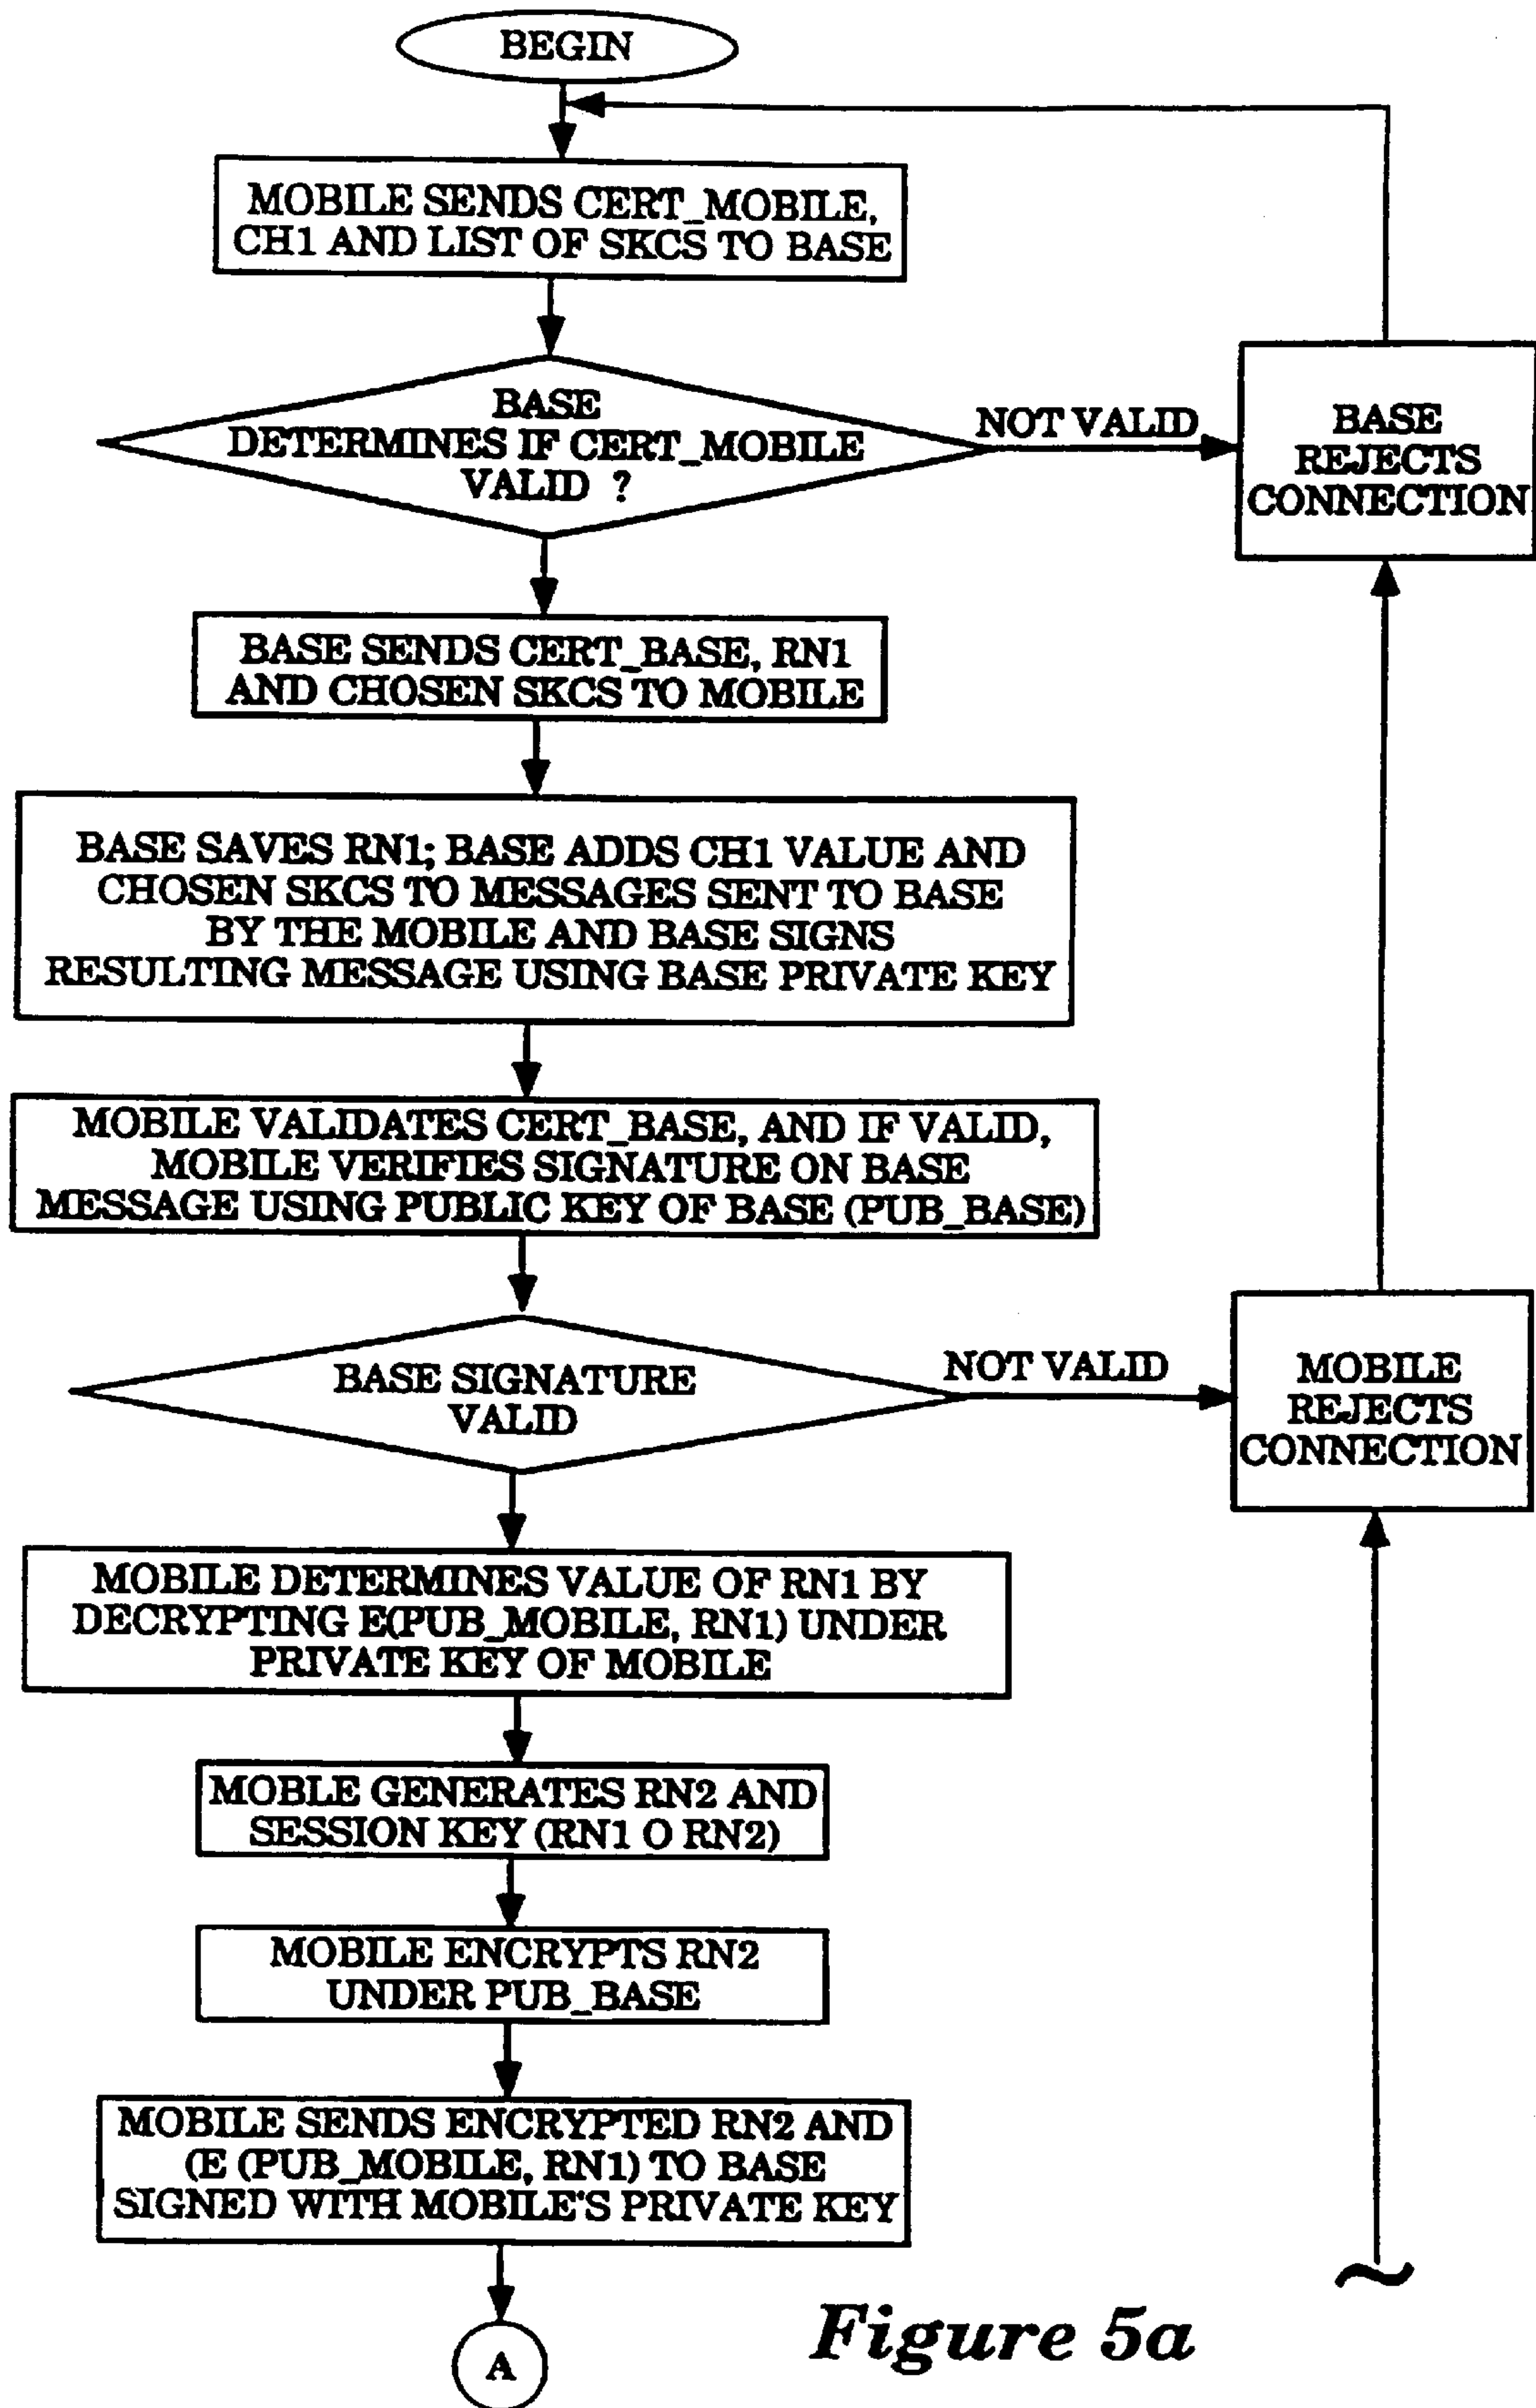 BEGIN
MOBILE SENDS CERT_MOBILE,
CH1 AND LIST OF SKCS TO BASE
BASE
DETERMINES IF CERT_MOBILE
VALID ?
NOT VALID
BASE
REJECTS
CONNECTION
BASE SENDS CERT_BASE, RN1
AND CHOSEN SKCS TO MOBILE
BASE SAVES RN1; BASE ADDS CH1 VALUE AND
CHOSEN SKCS TO MESSAGES SENT TO BASE
BY THE MOBILE AND BASE SIGNS
RESULTING MESSAGE USING BASE PRIVATE KEY
MOBILE VALIDATES CERT_BASE, AND IF VALID,
MOBILE VERIFIES SIGNATURE ON BASE
MESSAGE USING PUBLIC KEY OF BASE (PUB_BASE)
BASE SIGNATURE
VALID
NOT VALID
MOBILE
REJECTS
CONNECTION
MOBILE DETERMINES VALUE OF RN1 BY
DECRYPTING E(PUB_MOBILE, RN1) UNDER
PRIVATE KEY OF MOBILE
MOBLE GENERATES RN2 AND
SESSION KEY (RN1 O RN2)
MOBILE ENCRYPTS RN2
UNDER PUB_BASE
MOBILE SENDS ENCRYPTED RN2 AND
(E (PUB_MOBILE, RN1) TO BASE
SIGNED WITH MOBILE'S PRIVATE KEY
A
Figure 5a